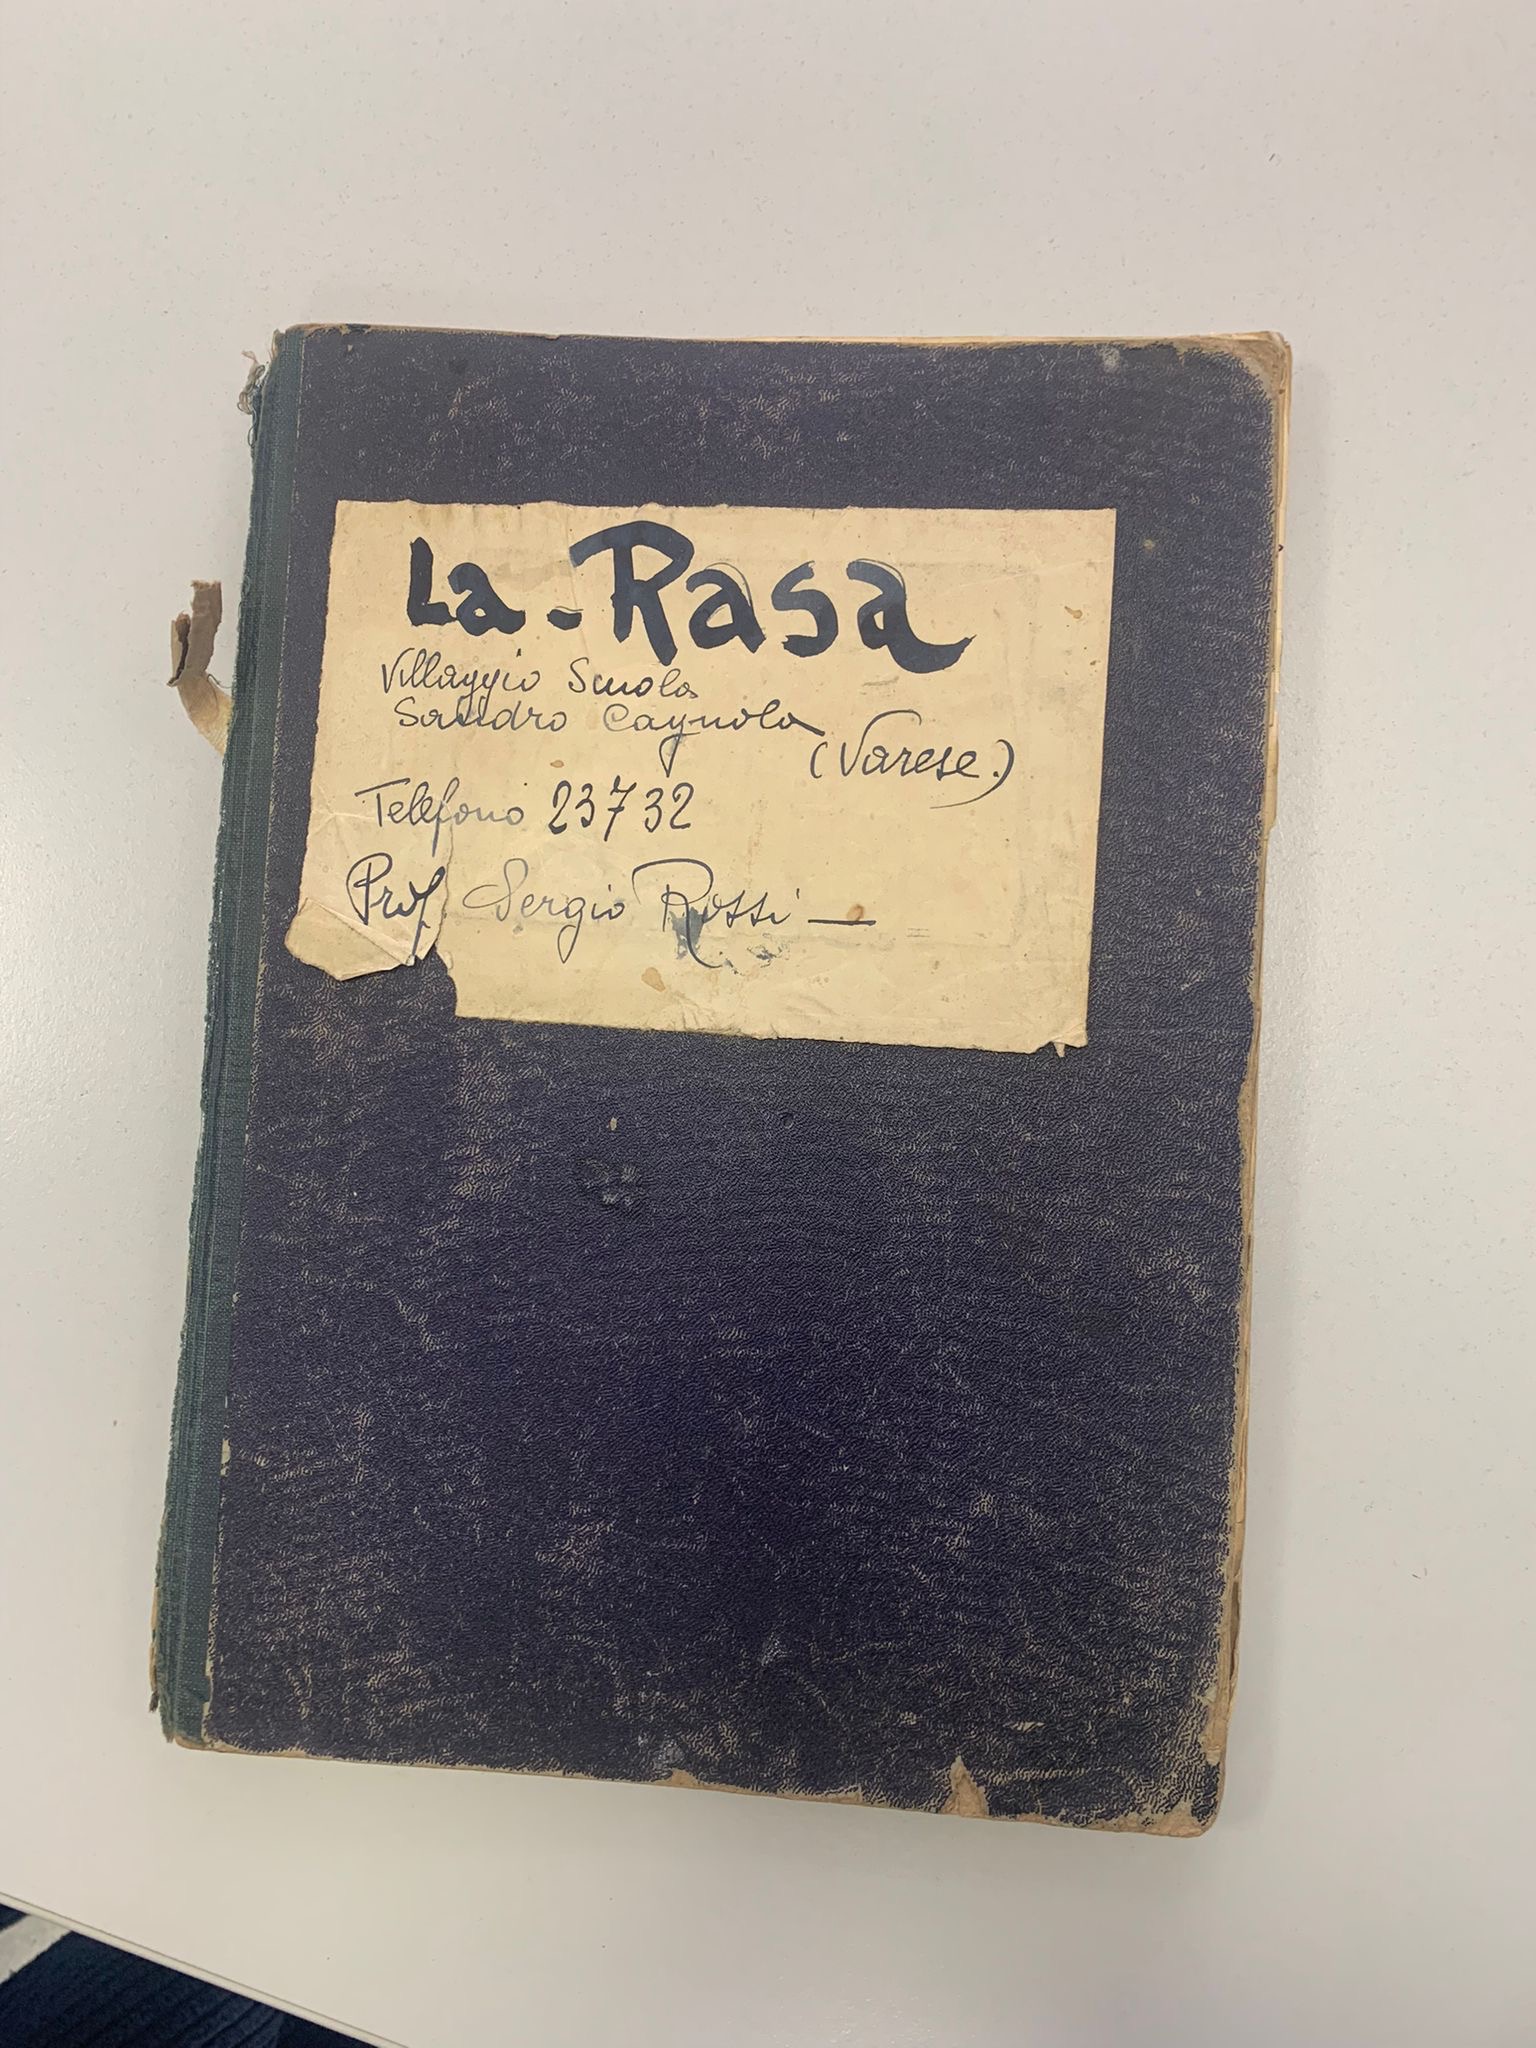 La-Rasa
Villaggio Scuola
Sandro Cagnola
(Varese.)
Telefono 23732
Prof. Sergio Rossi —